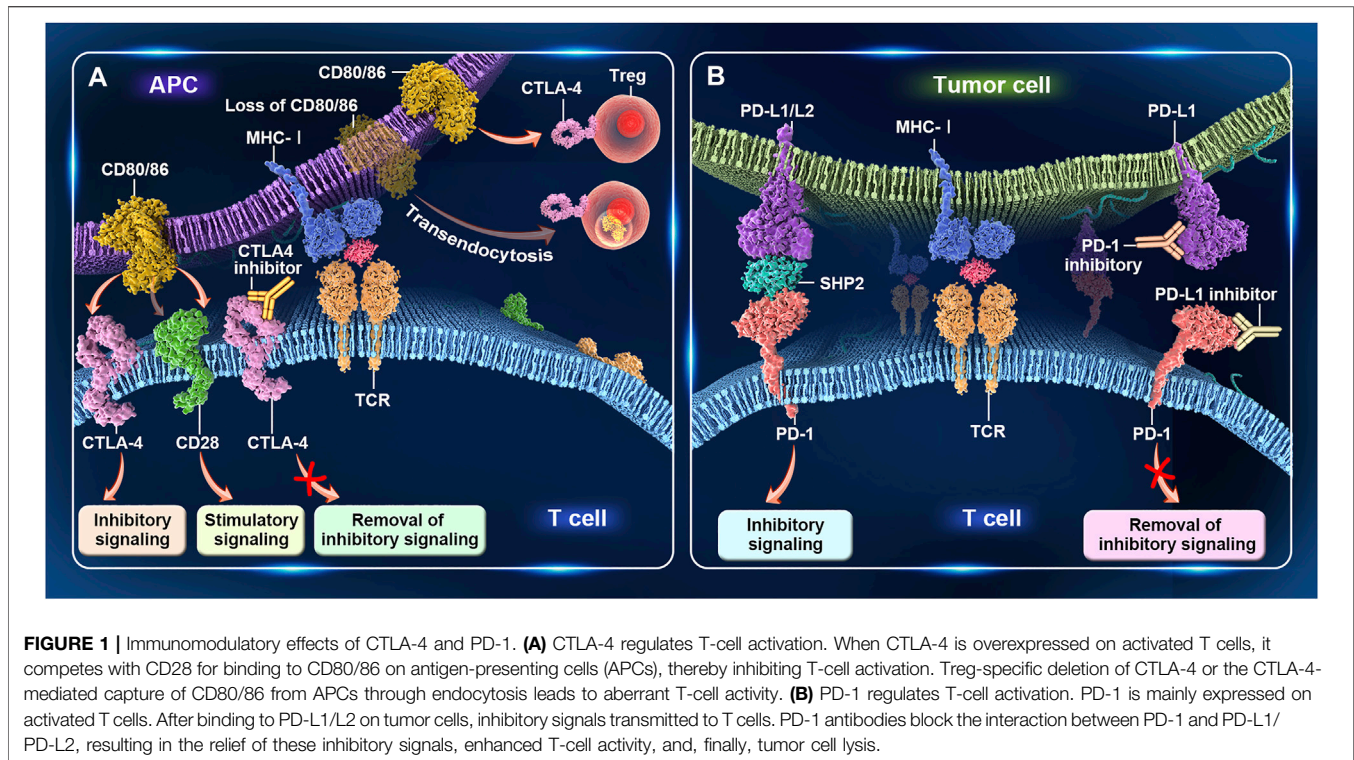 A
APC
CD80/86
Loss of CD80/86
MHC- I
CD80/86
CTLA-4
Treg
Transendocytosis
CTLA4
inhibitor
TCR
CTLA-4
CD28
CTLA-4
Inhibitory
signaling
Stimulatory
signaling
Removal of
inhibitory signaling
T cell
B
Tumor cell
PD-L1/L2
MHC- I
PD-L1
PD-1
inhibitory
SHP2
PD-L1 inhibitor
PD-1
TCR
PD-1
Inhibitory
signaling
T cell
Removal of
inhibitory signaling
FIGURE 1 | Immunomodulatory effects of CTLA-4 and PD-1. (A) CTLA-4 regulates T-cell activation. When CTLA-4 is overexpressed on activated T cells, it
competes with CD28 for binding to CD80/86 on antigen-presenting cells (APCs), thereby inhibiting T-cell activation. Treg-specific deletion of CTLA-4 or the CTLA-4-
mediated capture of CD80/86 from APCs through endocytosis leads to aberrant T-cell activity. (B) PD-1 regulates T-cell activation. PD-1 is mainly expressed on
activated T cells. After binding to PD-L1/L2 on tumor cells, inhibitory signals transmitted to T cells. PD-1 antibodies block the interaction between PD-1 and PD-L1/
PD-L2, resulting in the relief of these inhibitory signals, enhanced T-cell activity, and, finally, tumor cell lysis.